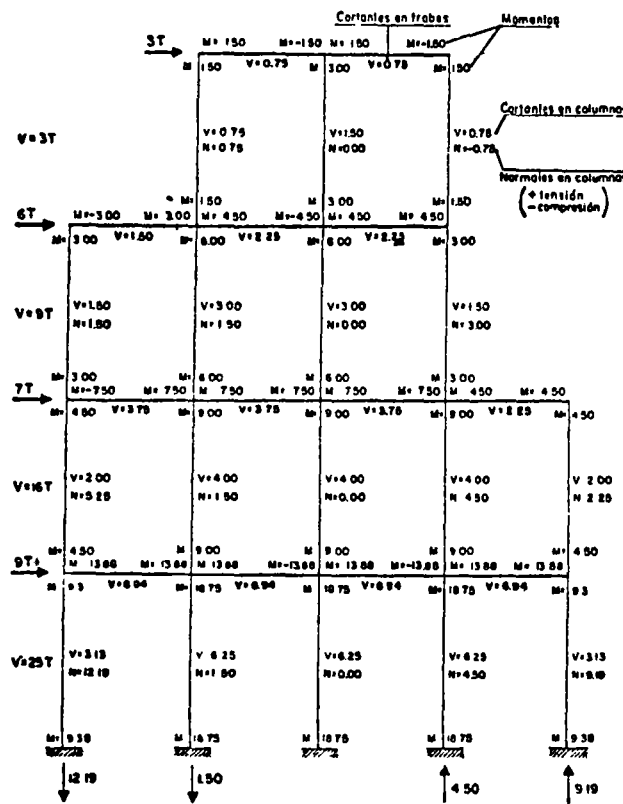 Cortantes en trabes
Momentos
3T M= 1.50 M=-1.50 M 1.50 M=-1.50
M 1.50 V=0.75 M 3.00 V=0.75 M= 1.50
Cortantes en columnas
V=3T V=0.75 V=1.50 V=0.75
N=0.75 N=0.00 N=-0.75
Normales en columnas
(+ tensión
- compresión)
M= 1.50 M 3.00 M= 1.50
6T M=-3.00 M= 3.00 M= 4.50 M=-4.50 M= 4.50 M= 4.50
M= 3.00 V=1.50 M= 6.00 V=2.25 M= 6.00 V=2.25 M= 3.00
V=9T V=1.50 V=3.00 V=3.00 V=1.50
N=1.50 N=1.50 N=0.00 N=3.00
M= 3.00 M= 6.00 M 6.00 M= 3.00
7T M=-7.50 M= 7.50 M 7.50 M= 7.50 M 7.50 M= 7.50 M 4.50 M= 4.50
M= 4.50 V=3.75 M= 9.00 V=3.75 M= 9.00 V=3.75 M= 9.00 V=2.25 M= 4.50
V=16T V=2.00 V=4.00 V=4.00 V=4.00 V 2.00
N=5.25 N=1.50 N=0.00 N 4.50 N 2.25
M= 4.50 M 9.00 M 9.00 M= 9.00 M= 4.50
9T M 13.88 M= 13.88 M 13.88 M=-13.88 M= 13.88 M=-13.88 M 13.88 M= 13.88
M 9.3 V=6.94 M= 18.75 V=6.94 M 18.75 V=6.94 M= 18.75 V=6.94 M= 9.3
V=25T V=3.13 V 6.25 V=6.25 V=6.25 V=3.13
N=12.19 N=1.50 N=0.00 N=4.50 N=9.19
M= 9.38 M 18.75 M 18.75 M 18.75 M 9.38
12.19 1.50 4.50 9.19